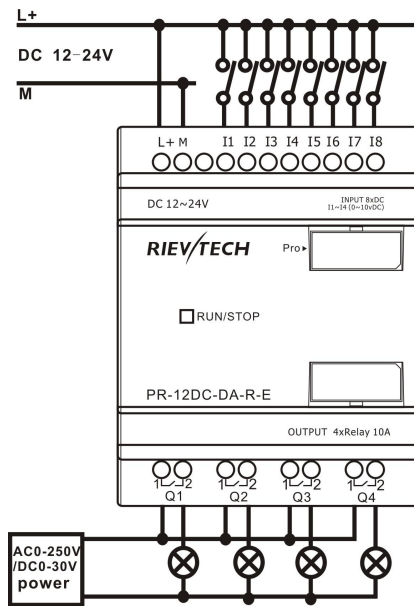 L+
DC 12-24V
M
L+ M I1 I2 I3 I4 I5 I6 I7 I8
DC 12~24V
INPUT 8xDC
I1~I4 (0~10vDC)
RIEVTECH
Pro
RUN/STOP
PR-12DC-DA-R-E
OUTPUT 4xRelay 10A
1 2 1 2 1 2 1 2
Q1 Q2 Q3 Q4
AC0-250V
/DC0-30V
power